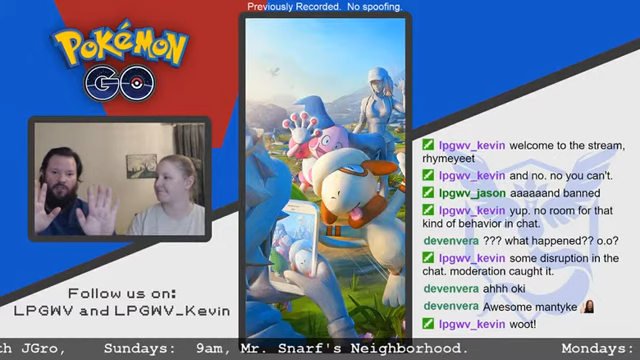 Previously Recorded. No spoofing.
POKéMON
GO
lpgwv_kevin welcome to the stream,
rhymeyeet
lpgwv_kevin and no. no you can't.
lpgwv_jason aaaaaand banned
lpgwv_kevin yup. no room for that
kind of behavior in chat.
devenvera ??? what happened?? o.o?
lpgwv_kevin some disruption in the
chat. moderation caught it.
devenvera ahhh oki
devenvera Awesome mantyke
lpgwv_kevin woot!
Follow us on:
LPGWV and LPGWV_Kevin
th JGro, Sundays: 9am, Mr. Snarf's Neighborhood. Mondays: